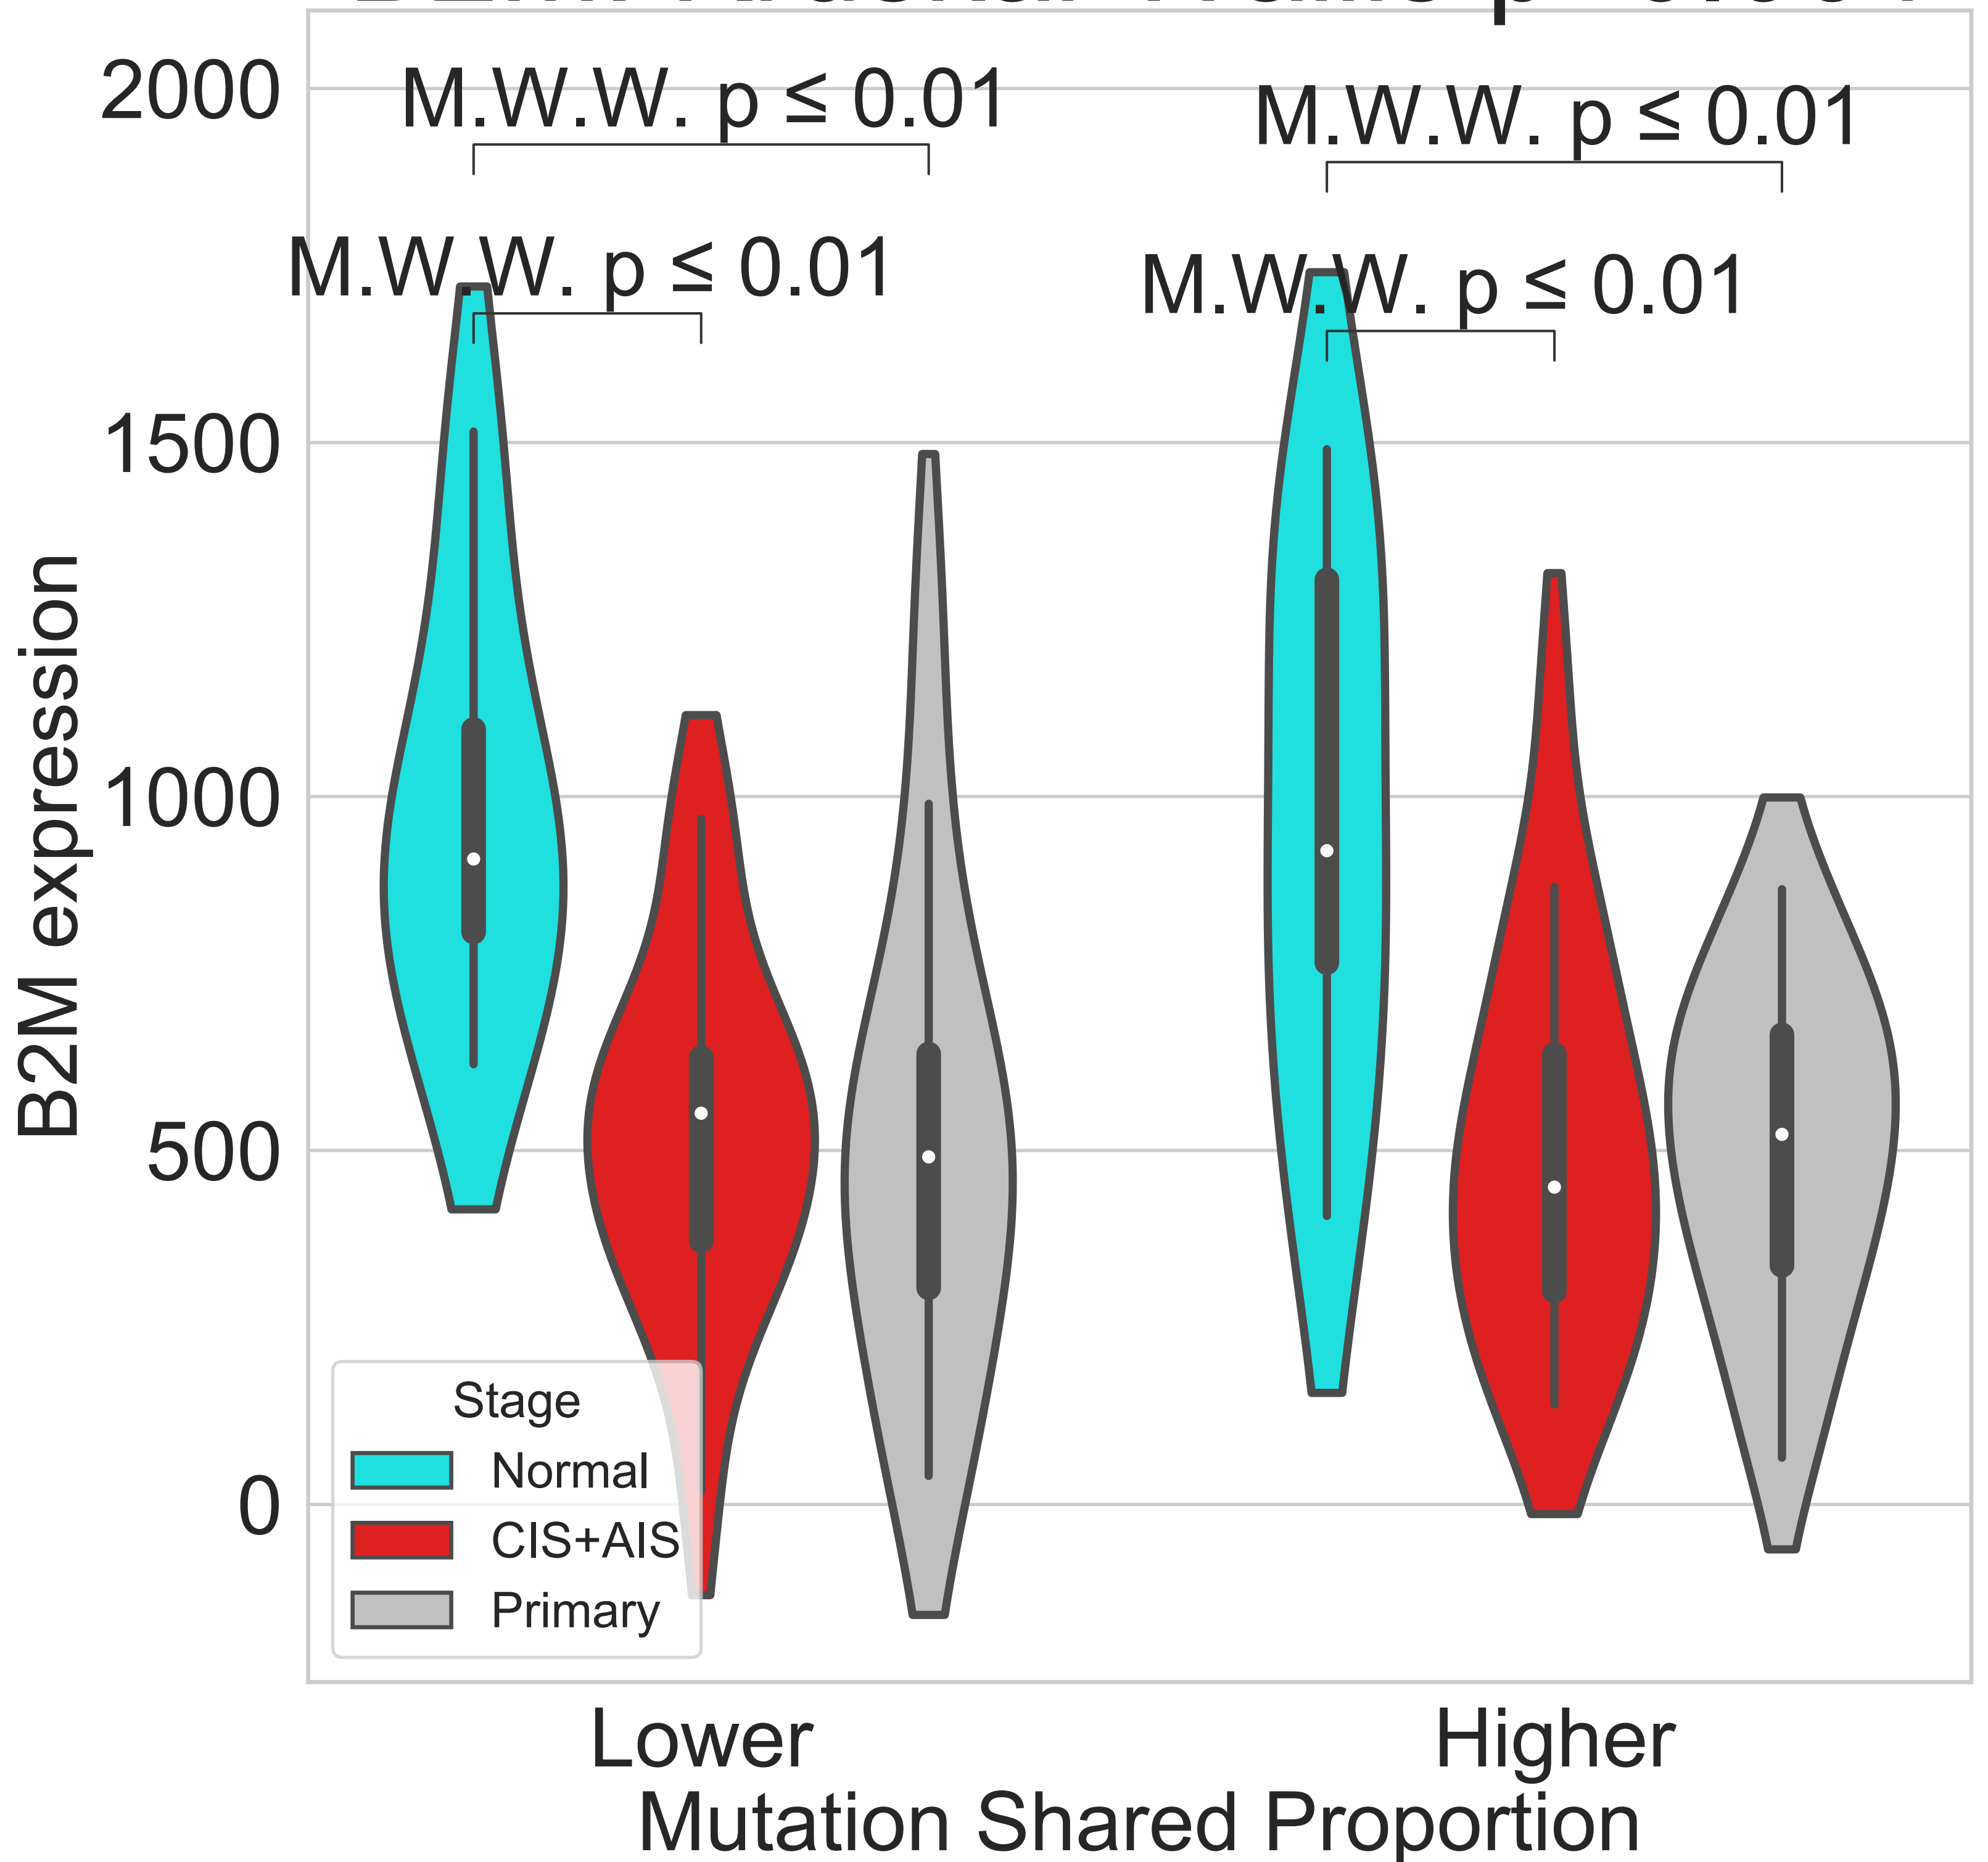 2000
1500
1000
500
0
B2M expression
M.W.W. p ≤ 0.01
M.W.W. p ≤ 0.01
M.W.W. p ≤ 0.01
M.W.W. p ≤ 0.01
Stage
Normal
CIS+AIS
Primary
Lower
Higher
Mutation Shared Proportion